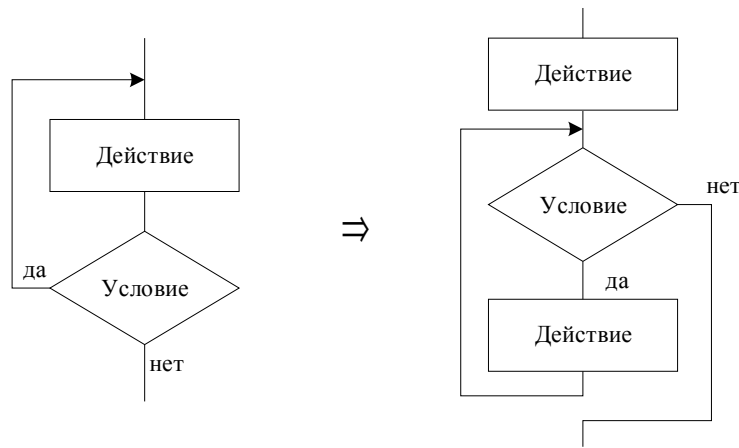 Действие
Условие
да
нет
⇒
Действие
Условие
нет
да
Действие